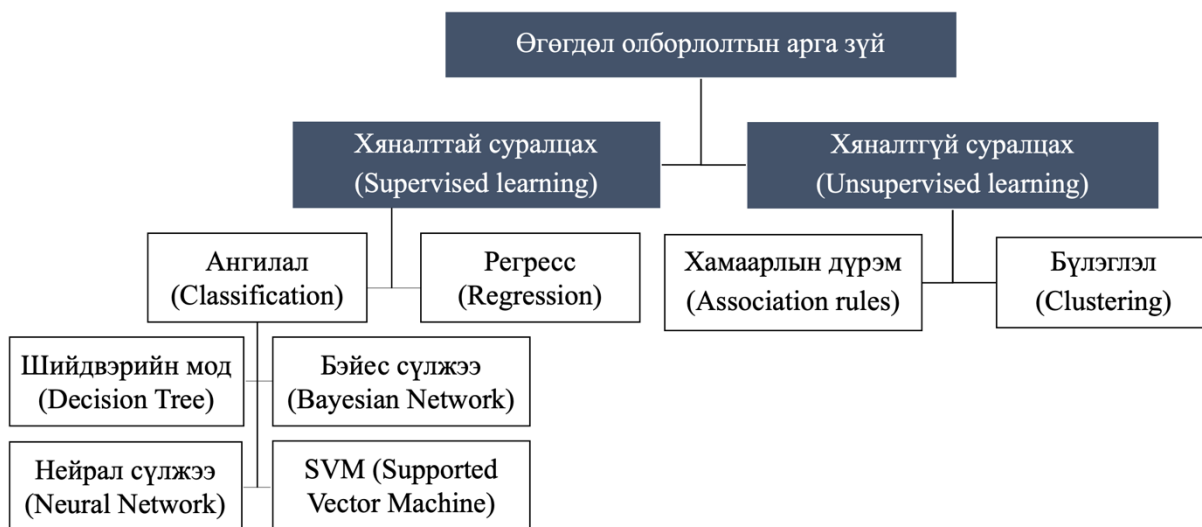 Өгөгдөл олборлолтын арга зүй
Хяналттай суралцах
(Supervised learning)
Хяналтгүй суралцах
(Unsupervised learning)
Ангилал
(Classification)
Регресс
(Regression)
Хамаарлын дүрэм
(Association rules)
Бүлэглэл
(Clustering)
Шийдвэрийн мод
(Decision Tree)
Бэйес сүлжээ
(Bayesian Network)
Нейрал сүлжээ
(Neural Network)
SVM (Supported
Vector Machine)